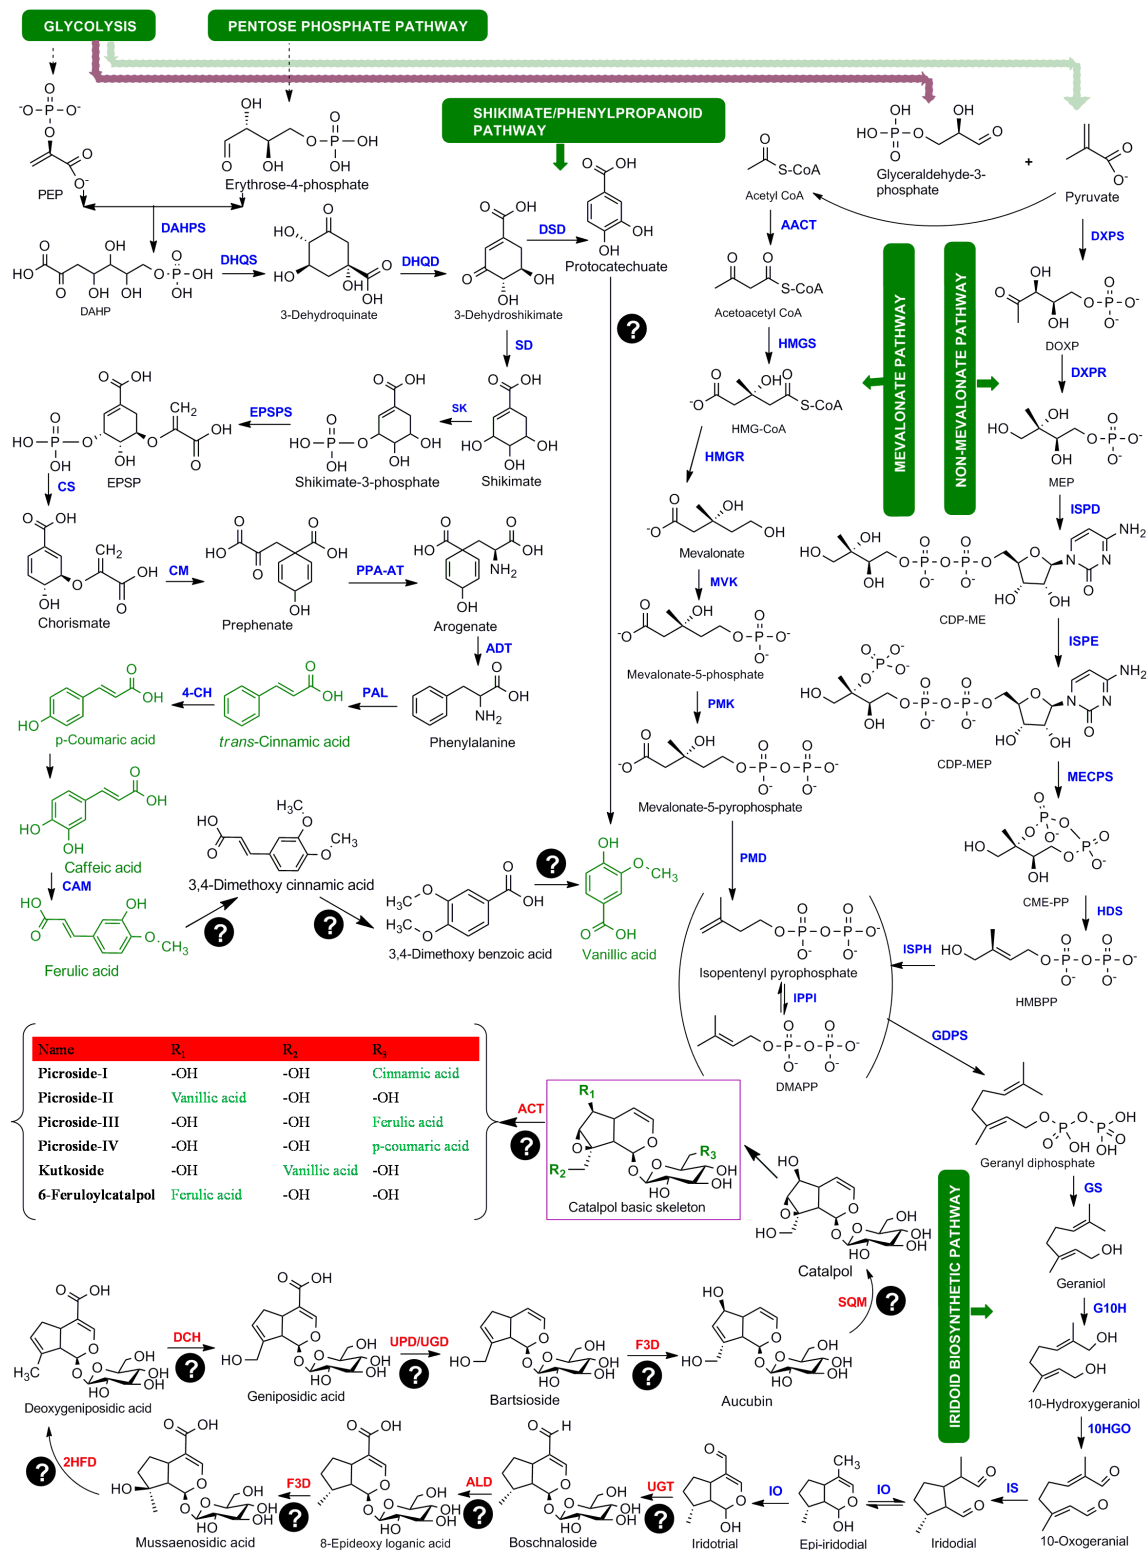 GLYCOLYSIS
PENTOSE PHOSPHATE PATHWAY
SHIKIMATE/PHENYLPROPANOID
PATHWAY
PEP
Erythrose-4-phosphate
Glyceraldehyde-3-
phosphate
+
Pyruvate
Acetyl CoA
AACT
DXPS
DAHPS
DAHP
DHQS
3-Dehydroquinate
DHQD
3-Dehydroshikimate
DSD
Protocatechuate
?
Acetoacetyl CoA
HMGS
MEVALONATE PATHWAY
NON-MEVALONATE PATHWAY
DOXP
DXPR
SD
HMG-CoA
HMGR
MEP
ISPD
EPSP
EPSPS
Shikimate-3-phosphate
SK
Shikimate
CS
Chorismate
CM
Prephenate
PPA-AT
Arogenate
ADT
Mevalonate
MVK
CDP-ME
ISPE
Mevalonate-5-phosphate
PMK
p-Coumaric acid
4-CH
trans-Cinnamic acid
PAL
Phenylalanine
CDP-MEP
MECPS
Mevalonate-5-pyrophosphate
PMD
Caffeic acid
CAM
3,4-Dimethoxy cinnamic acid
?
?
?
Ferulic acid
3,4-Dimethoxy benzoic acid
Vanillic acid
CME-PP
HDS
Isopentenyl pyrophosphate
ISPH
HMBPP
IPPI
DMAPP
GDPS
Geranyl diphosphate
GS
Name R1 R2 R3
Picroside-I -OH -OH Cinnamic acid
Picroside-II Vanillic acid -OH -OH
Picroside-III -OH -OH Ferulic acid
Picroside-IV -OH -OH p-coumaric acid
Kutkoside -OH Vanillic acid -OH
6-Feruloylcatalpol Ferulic acid -OH -OH
ACT
?
R1
R2
R3
Catalpol basic skeleton
Catalpol
IRIDOID BIOSYNTHETIC PATHWAY
Geraniol
G10H
10-Hydroxygeraniol
10HGO
SQM
?
Deoxygeniposidic acid
DCH
?
Geniposidic acid
UPD/UGD
?
Bartsioside
F3D
?
Aucubin
2HFD
?
Mussaenosidic acid
F3D
?
8-Epideoxy loganic acid
ALD
?
Boschnaloside
UGT
?
Iridotrial
IO
Epi-iridodial
IO
Iridodial
IS
10-Oxogeranial